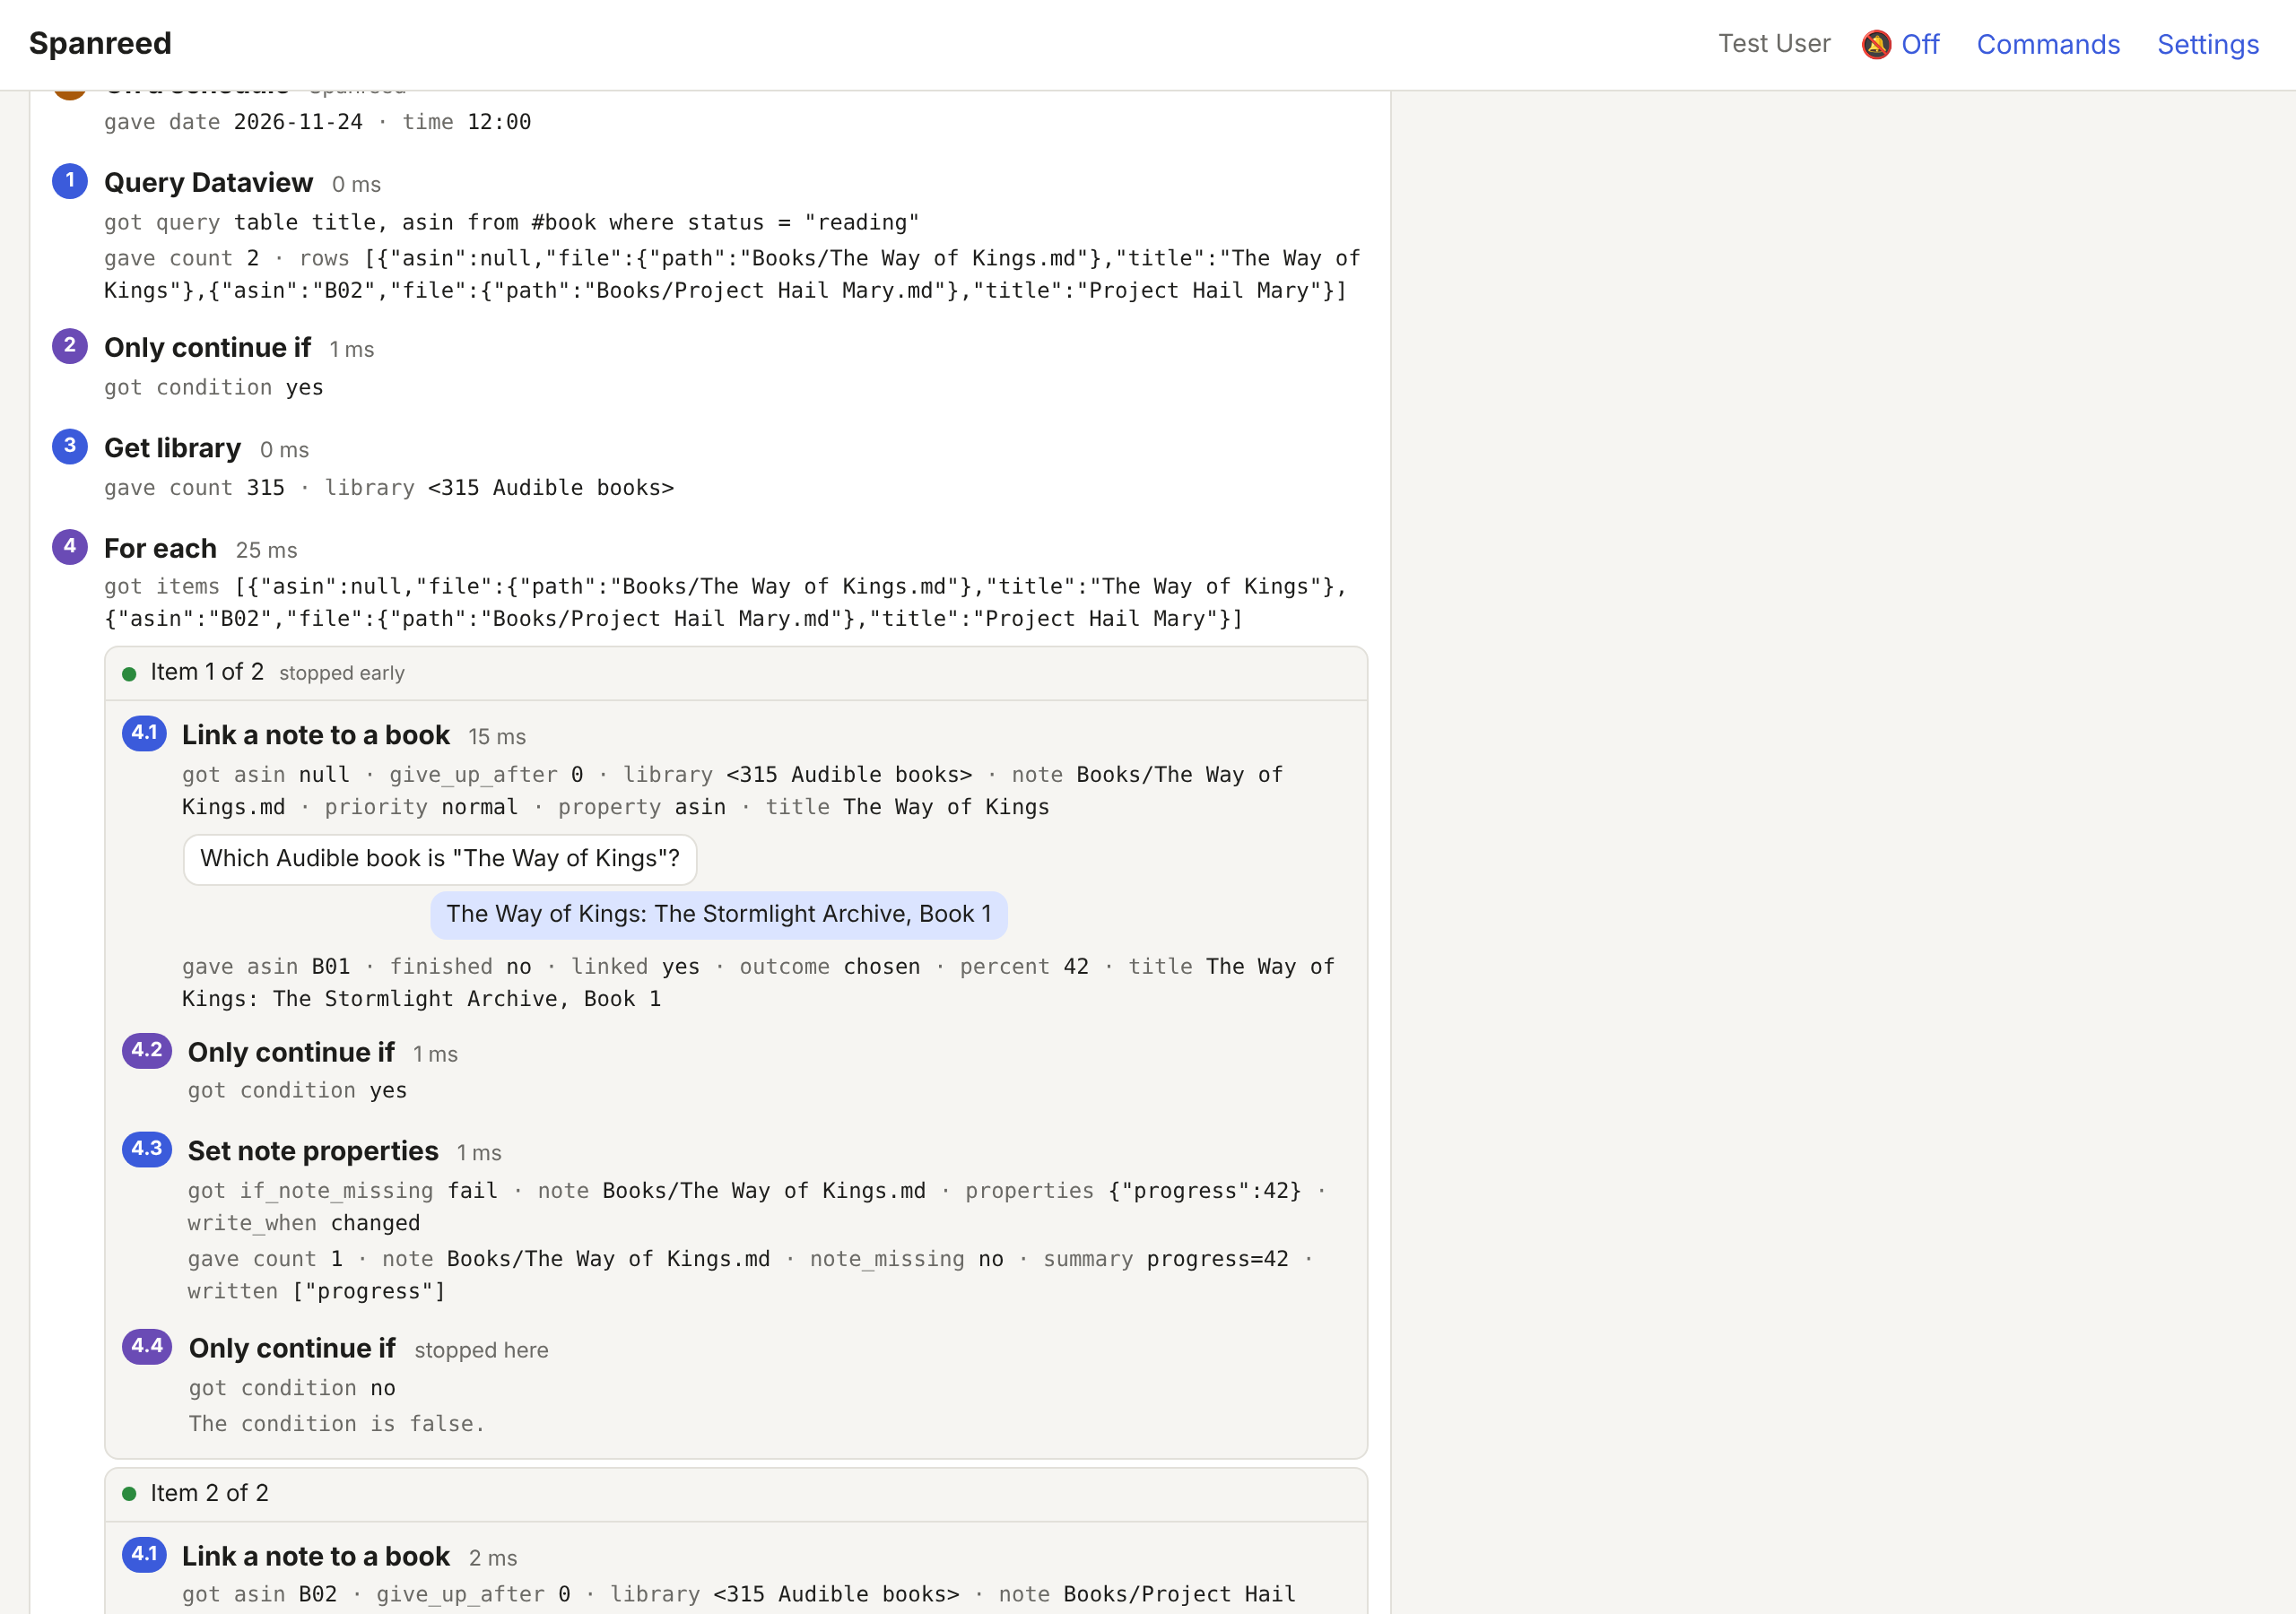 Spanreed
Test User Off Commands Settings
On a schedule Spanreed
gave date 2026-11-24 · time 12:00
1 Query Dataview 0 ms
got query table title, asin from #book where status = "reading"
gave count 2 · rows [{"asin":null,"file":{"path":"Books/The Way of Kings.md"},"title":"The Way of
Kings"},{"asin":"B02","file":{"path":"Books/Project Hail Mary.md"},"title":"Project Hail Mary"}]
2 Only continue if 1 ms
got condition yes
3 Get library 0 ms
gave count 315 · library <315 Audible books>
4 For each 25 ms
got items [{"asin":null,"file":{"path":"Books/The Way of Kings.md"},"title":"The Way of Kings"},
{"asin":"B02","file":{"path":"Books/Project Hail Mary.md"},"title":"Project Hail Mary"}]
Item 1 of 2 stopped early
4.1 Link a note to a book 15 ms
got asin null · give_up_after 0 · library <315 Audible books> · note Books/The Way of
Kings.md · priority normal · property asin · title The Way of Kings
Which Audible book is "The Way of Kings"?
The Way of Kings: The Stormlight Archive, Book 1
gave asin B01 · finished no · linked yes · outcome chosen · percent 42 · title The Way of
Kings: The Stormlight Archive, Book 1
4.2 Only continue if 1 ms
got condition yes
4.3 Set note properties 1 ms
got if_note_missing fail · note Books/The Way of Kings.md · properties {"progress":42} ·
write_when changed
gave count 1 · note Books/The Way of Kings.md · note_missing no · summary progress=42 ·
written ["progress"]
4.4 Only continue if stopped here
got condition no
The condition is false.
Item 2 of 2
4.1 Link a note to a book 2 ms
got asin B02 · give_up_after 0 · library <315 Audible books> · note Books/Project Hail